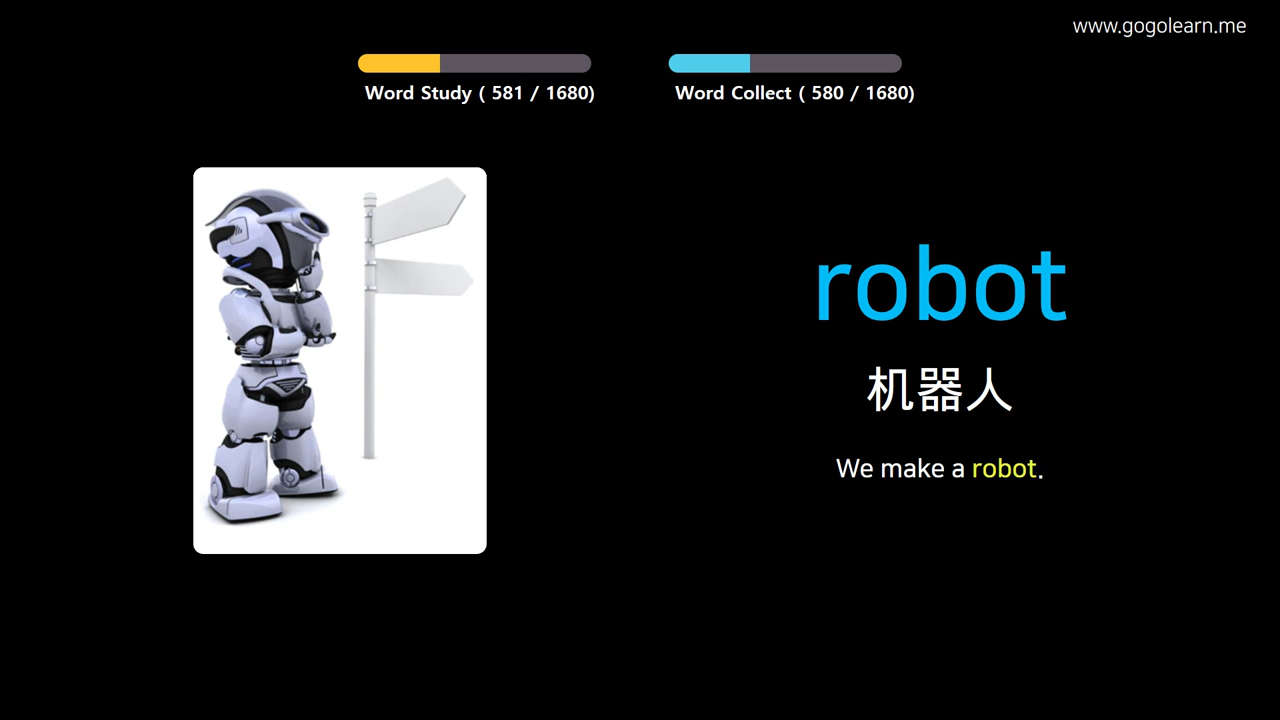 www.gogolearn.me
Word Study ( 581 / 1680)
Word Collect ( 580 / 1680)
robot
机器人
We make a robot.